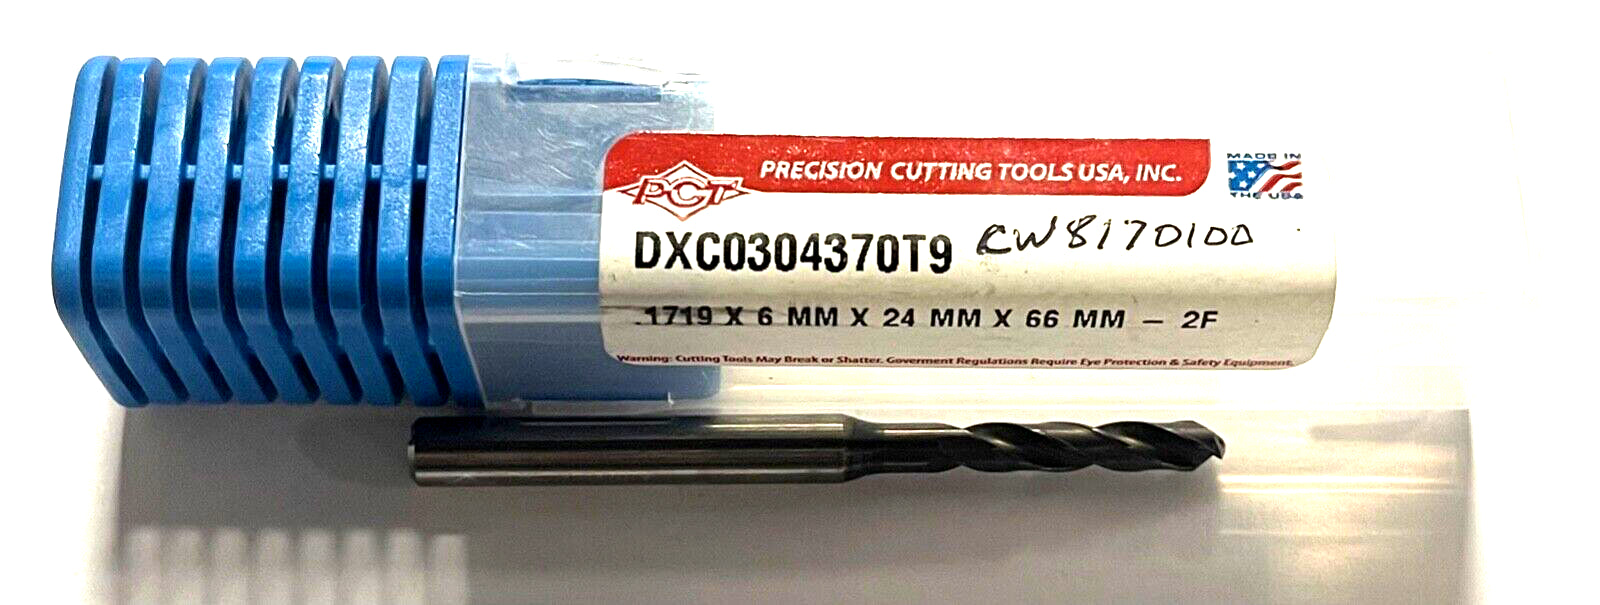 PCT PRECISION CUTTING TOOLS USA, INC.
MADE IN
THE USA
DXC0304370T9 CW8170100
.1719 X 6 MM X 24 MM X 66 MM – 2F
Warning: Cutting Tools May Break or Shatter. Goverment Regulations Require Eye Protection & Safety Equipment.